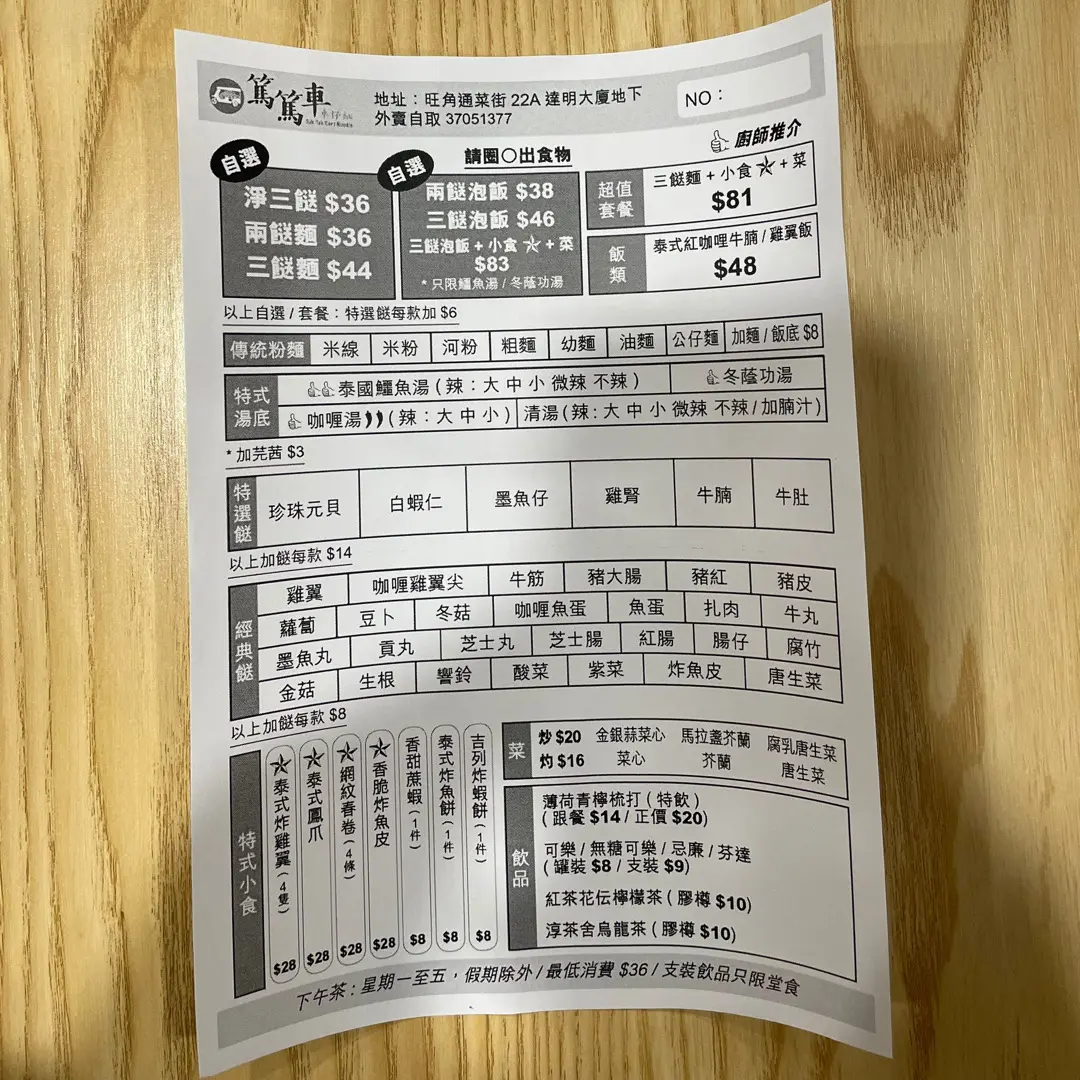 篤篤車
車仔麵
Tuk Tuk Cart Noodle
地址：旺角通菜街 22A 達明大廈地下
外賣自取 37051377
NO：
自選
淨三餸 $36
兩餸麵 $36
三餸麵 $44
請圈○出食物
自選
兩餸泡飯 $38
三餸泡飯 $46
三餸泡飯 + 小食 ★ + 菜
$83
* 只限鱷魚湯 / 冬蔭功湯
廚師推介
超值套餐
三餸麵 + 小食 ★ + 菜
$81
飯類
泰式紅咖哩牛腩 / 雞翼飯
$48
以上自選 / 套餐：特選餸每款加 $6
傳統粉麵 米線 米粉 河粉 粗麵 幼麵 油麵 公仔麵 加麵 / 飯底 $8
特式湯底
泰國鱷魚湯 ( 辣：大 中 小 微辣 不辣 ) 冬蔭功湯
咖喱湯 ( 辣：大 中 小 ) 清湯 ( 辣：大 中 小 微辣 不辣 / 加腩汁 )
* 加芫茜 $3
特選餸 珍珠元貝 白蝦仁 墨魚仔 雞腎 牛腩 牛肚
以上加餸每款 $14
經典餸
雞翼 咖喱雞翼尖 牛筋 豬大腸 豬紅 豬皮
蘿蔔 豆卜 冬菇 咖喱魚蛋 魚蛋 扎肉 牛丸
墨魚丸 貢丸 芝士丸 芝士腸 紅腸 腸仔 腐竹
金菇 生根 響鈴 酸菜 紫菜 炸魚皮 唐生菜
以上加餸每款 $8
特式小食
★泰式炸雞翼 ( 4隻 ) $28
★泰式鳳爪 $28
★網紋春卷 ( 4條 ) $28
★香脆炸魚皮 $28
香甜蔗蝦 ( 1件 ) $8
泰式炸魚餅 ( 1件 ) $8
吉列炸蝦餅 ( 1件 ) $8
菜
炒 $20 金銀蒜菜心 馬拉盞芥蘭 腐乳唐生菜
灼 $16 菜心 芥蘭 唐生菜
飲品
薄荷青檸梳打 ( 特飲 )
( 跟餐 $14 / 正價 $20)
可樂 / 無糖可樂 / 忌廉 / 芬達
( 罐裝 $8 / 支裝 $9)
紅茶花伝檸檬茶 ( 膠樽 $10)
淳茶舍烏龍茶 ( 膠樽 $10)
下午茶 : 星期一至五，假期除外 / 最低消費 $36 / 支裝飲品只限堂食